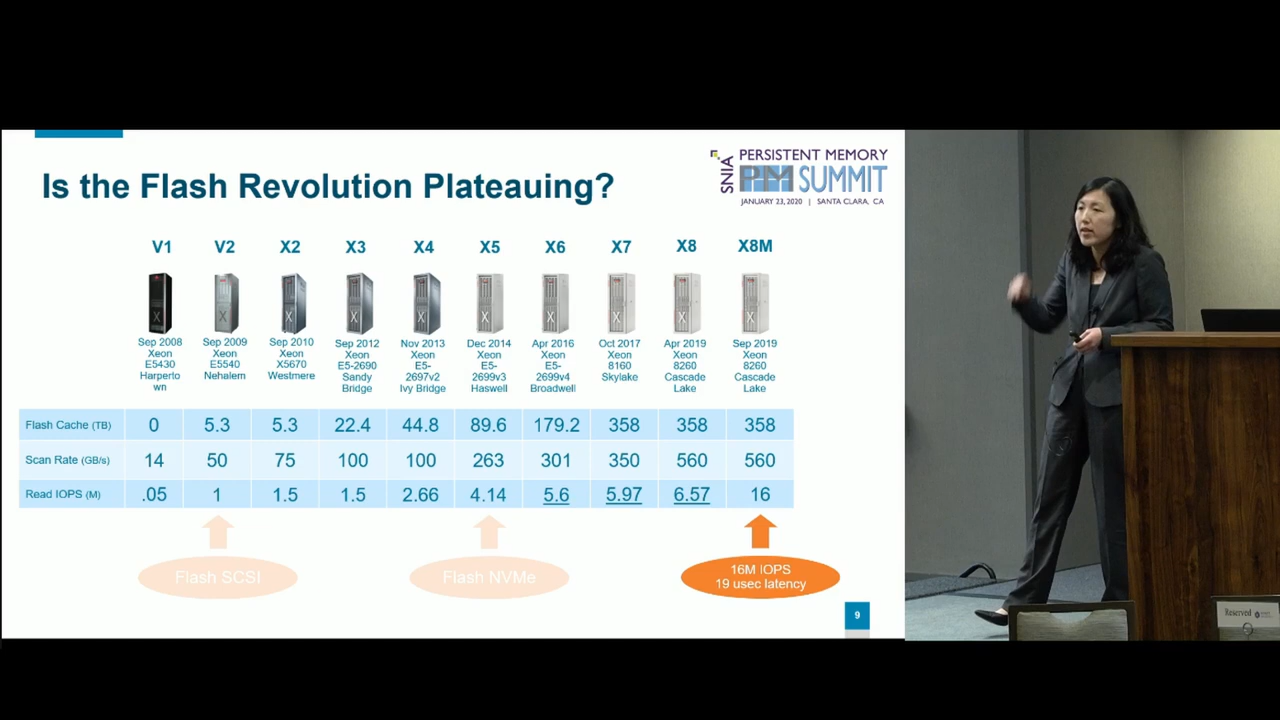 Is the Flash Revolution Plateauing?
SNIA
PERSISTENT MEMORY
PM SUMMIT
JANUARY 23, 2020 | SANTA CLARA, CA
V1 V2 X2 X3 X4 X5 X6 X7 X8 X8M
Sep 2008
Xeon
E5430
Harperto
wn
Sep 2009
Xeon
E5540
Nehalem
Sep 2010
Xeon
X5670
Westmere
Sep 2012
Xeon
E5-2690
Sandy
Bridge
Nov 2013
Xeon
E5-
2697v2
Ivy Bridge
Dec 2014
Xeon
E5-
2699v3
Haswell
Apr 2016
Xeon
E5-
2699v4
Broadwell
Oct 2017
Xeon
8160
Skylake
Apr 2019
Xeon
8260
Cascade
Lake
Sep 2019
Xeon
8260
Cascade
Lake
Flash Cache (TB) 0 5.3 5.3 22.4 44.8 89.6 179.2 358 358 358
Scan Rate (GB/s) 14 50 75 100 100 263 301 350 560 560
Read IOPS (M) .05 1 1.5 1.5 2.66 4.14 5.6 5.97 6.57 16
Flash SCSI
Flash NVMe
16M IOPS
19 usec latency
9
Reserved